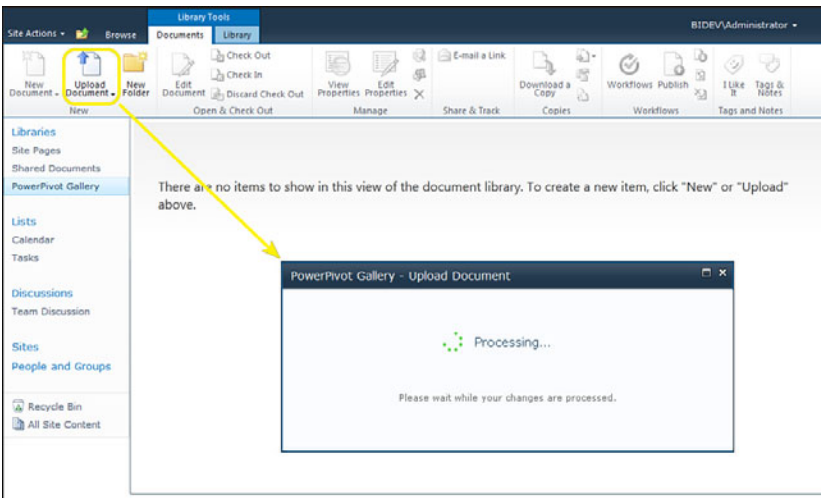 Library Tools
BIDEV\Administrator
Site Actions
Browse
Documents
Library
New Document
Upload Document
New Folder
New
Edit Document
Check Out
Check In
Discard Check Out
Open & Check Out
View Properties
Edit Properties
Manage
E-mail a Link
Share & Track
Download a Copy
Copies
Workflows
Publish
Workflows
I Like It
Tags & Notes
Tags and Notes
Libraries
Site Pages
Shared Documents
PowerPivot Gallery
Lists
Calendar
Tasks
Discussions
Team Discussion
Sites
People and Groups
Recycle Bin
All Site Content
There are no items to show in this view of the document library. To create a new item, click "New" or "Upload"
above.
PowerPivot Gallery - Upload Document
Processing...
Please wait while your changes are processed.